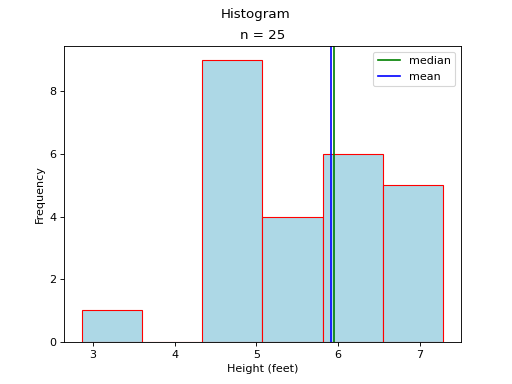 Histogram
n = 25
median
mean
8
6
4
2
0
Frequency
3 4 5 6 7
Height (feet)